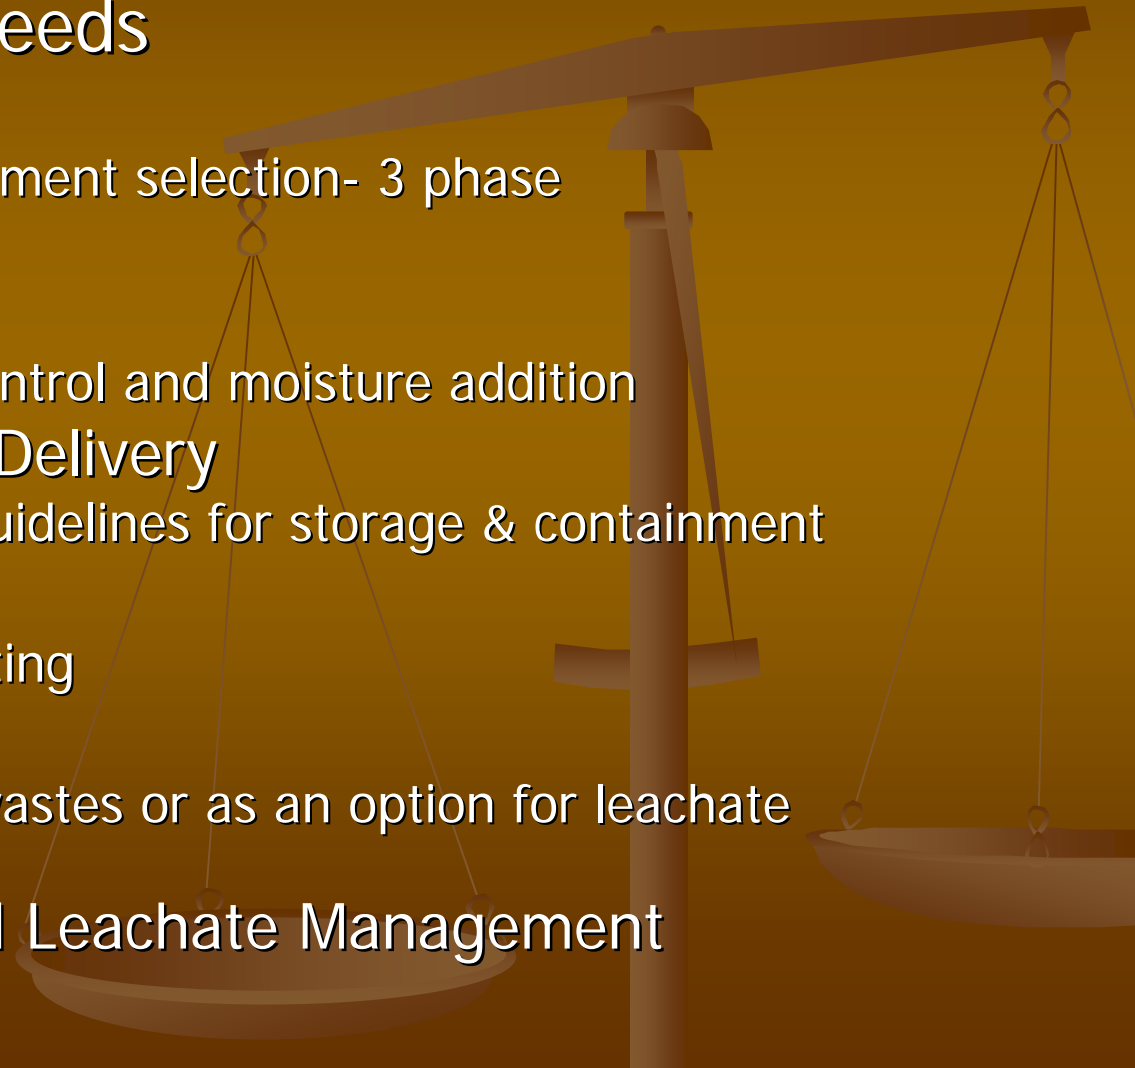 eeds
ment selection- 3 phase
ntrol and moisture addition
Delivery
uidelines for storage & containment
ting
astes or as an option for leachate
Leachate Management